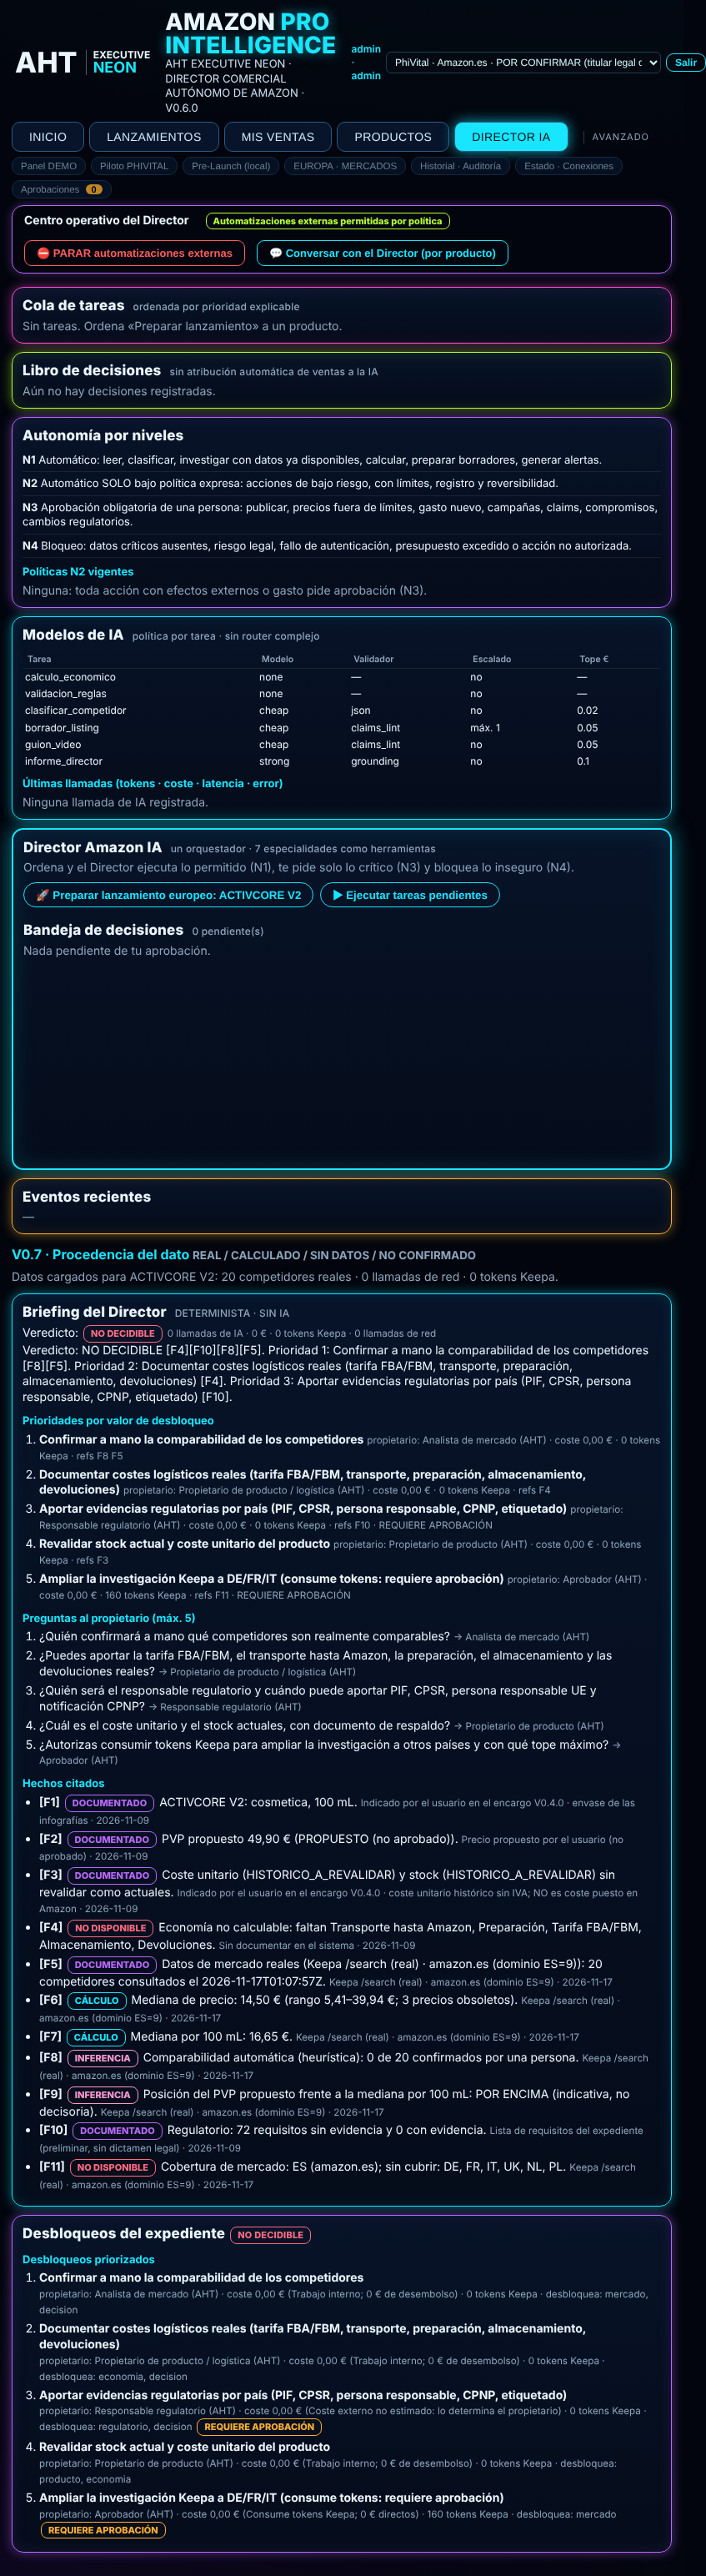 AHT
EXECUTIVE
NEON
AMAZON PRO
INTELLIGENCE
AHT EXECUTIVE NEON ·
DIRECTOR COMERCIAL
AUTÓNOMO DE AMAZON ·
V0.6.0
admin
·
admin
PhiVital · Amazon.es · POR CONFIRMAR (titular legal d
Salir
INICIO
LANZAMIENTOS
MIS VENTAS
PRODUCTOS
DIRECTOR IA
AVANZADO
Panel DEMO
Piloto PHIVITAL
Pre-Launch (local)
EUROPA · MERCADOS
Historial · Auditoría
Estado · Conexiones
Aprobaciones 0
Centro operativo del Director Automatizaciones externas permitidas por política
⛔ PARAR automatizaciones externas
💬 Conversar con el Director (por producto)
Cola de tareas ordenada por prioridad explicable
Sin tareas. Ordena «Preparar lanzamiento» a un producto.
Libro de decisiones sin atribución automática de ventas a la IA
Aún no hay decisiones registradas.
Autonomía por niveles
N1 Automático: leer, clasificar, investigar con datos ya disponibles, calcular, preparar borradores, generar alertas.
N2 Automático SOLO bajo política expresa: acciones de bajo riesgo, con límites, registro y reversibilidad.
N3 Aprobación obligatoria de una persona: publicar, precios fuera de límites, gasto nuevo, campañas, claims, compromisos,
cambios regulatorios.
N4 Bloqueo: datos críticos ausentes, riesgo legal, fallo de autenticación, presupuesto excedido o acción no autorizada.
Políticas N2 vigentes
Ninguna: toda acción con efectos externos o gasto pide aprobación (N3).
Modelos de IA política por tarea · sin router complejo
Tarea Modelo Validador Escalado Tope €
calculo_economico none — no —
validacion_reglas none — no —
clasificar_competidor cheap json no 0.02
borrador_listing cheap claims_lint máx. 1 0.05
guion_video cheap claims_lint no 0.05
informe_director strong grounding no 0.1
Últimas llamadas (tokens · coste · latencia · error)
Ninguna llamada de IA registrada.
Director Amazon IA un orquestador · 7 especialidades como herramientas
Ordena y el Director ejecuta lo permitido (N1), te pide solo lo crítico (N3) y bloquea lo inseguro (N4).
🚀 Preparar lanzamiento europeo: ACTIVCORE V2
▶ Ejecutar tareas pendientes
Bandeja de decisiones 0 pendiente(s)
Nada pendiente de tu aprobación.
Eventos recientes
—
V0.7 · Procedencia del dato REAL / CALCULADO / SIN DATOS / NO CONFIRMADO
Datos cargados para ACTIVCORE V2: 20 competidores reales · 0 llamadas de red · 0 tokens Keepa.
Briefing del Director DETERMINISTA · SIN IA
Veredicto: NO DECIDIBLE 0 llamadas de IA · 0 € · 0 tokens Keepa · 0 llamadas de red
Veredicto: NO DECIDIBLE [F4][F10][F8][F5]. Prioridad 1: Confirmar a mano la comparabilidad de los competidores
[F8][F5]. Prioridad 2: Documentar costes logísticos reales (tarifa FBA/FBM, transporte, preparación,
almacenamiento, devoluciones) [F4]. Prioridad 3: Aportar evidencias regulatorias por país (PIF, CPSR, persona
responsable, CPNP, etiquetado) [F10].
Prioridades por valor de desbloqueo
1. Confirmar a mano la comparabilidad de los competidores propietario: Analista de mercado (AHT) · coste 0,00 € · 0 tokens
Keepa · refs F8 F5
2. Documentar costes logísticos reales (tarifa FBA/FBM, transporte, preparación, almacenamiento,
devoluciones) propietario: Propietario de producto / logística (AHT) · coste 0,00 € · 0 tokens Keepa · refs F4
3. Aportar evidencias regulatorias por país (PIF, CPSR, persona responsable, CPNP, etiquetado) propietario:
Responsable regulatorio (AHT) · coste 0,00 € · 0 tokens Keepa · refs F10 · REQUIERE APROBACIÓN
4. Revalidar stock actual y coste unitario del producto propietario: Propietario de producto (AHT) · coste 0,00 € · 0 tokens
Keepa · refs F3
5. Ampliar la investigación Keepa a DE/FR/IT (consume tokens: requiere aprobación) propietario: Aprobador (AHT) ·
coste 0,00 € · 160 tokens Keepa · refs F11 · REQUIERE APROBACIÓN
Preguntas al propietario (máx. 5)
1. ¿Quién confirmará a mano qué competidores son realmente comparables? → Analista de mercado (AHT)
2. ¿Puedes aportar la tarifa FBA/FBM, el transporte hasta Amazon, la preparación, el almacenamiento y las
devoluciones reales? → Propietario de producto / logística (AHT)
3. ¿Quién será el responsable regulatorio y cuándo puede aportar PIF, CPSR, persona responsable UE y
notificación CPNP? → Responsable regulatorio (AHT)
4. ¿Cuál es el coste unitario y el stock actuales, con documento de respaldo? → Propietario de producto (AHT)
5. ¿Autorizas consumir tokens Keepa para ampliar la investigación a otros países y con qué tope máximo? →
Aprobador (AHT)
Hechos citados
• [F1] DOCUMENTADO ACTIVCORE V2: cosmetica, 100 mL. Indicado por el usuario en el encargo V0.4.0 · envase de las
infografías · 2026-11-09
• [F2] DOCUMENTADO PVP propuesto 49,90 € (PROPUESTO (no aprobado)). Precio propuesto por el usuario (no
aprobado) · 2026-11-09
• [F3] DOCUMENTADO Coste unitario (HISTORICO_A_REVALIDAR) y stock (HISTORICO_A_REVALIDAR) sin
revalidar como actuales. Indicado por el usuario en el encargo V0.4.0 · coste unitario histórico sin IVA; NO es coste puesto en
Amazon · 2026-11-09
• [F4] NO DISPONIBLE Economía no calculable: faltan Transporte hasta Amazon, Preparación, Tarifa FBA/FBM,
Almacenamiento, Devoluciones. Sin documentar en el sistema · 2026-11-09
• [F5] DOCUMENTADO Datos de mercado reales (Keepa /search (real) · amazon.es (dominio ES=9)): 20
competidores consultados el 2026-11-17T01:07:57Z. Keepa /search (real) · amazon.es (dominio ES=9) · 2026-11-17
• [F6] CÁLCULO Mediana de precio: 14,50 € (rango 5,41–39,94 €; 3 precios obsoletos). Keepa /search (real) ·
amazon.es (dominio ES=9) · 2026-11-17
• [F7] CÁLCULO Mediana por 100 mL: 16,65 €. Keepa /search (real) · amazon.es (dominio ES=9) · 2026-11-17
• [F8] INFERENCIA Comparabilidad automática (heurística): 0 de 20 confirmados por una persona. Keepa /search
(real) · amazon.es (dominio ES=9) · 2026-11-17
• [F9] INFERENCIA Posición del PVP propuesto frente a la mediana por 100 mL: POR ENCIMA (indicativa, no
decisoria). Keepa /search (real) · amazon.es (dominio ES=9) · 2026-11-17
• [F10] DOCUMENTADO Regulatorio: 72 requisitos sin evidencia y 0 con evidencia. Lista de requisitos del expediente
(preliminar, sin dictamen legal) · 2026-11-09
• [F11] NO DISPONIBLE Cobertura de mercado: ES (amazon.es); sin cubrir: DE, FR, IT, UK, NL, PL. Keepa /search
(real) · amazon.es (dominio ES=9) · 2026-11-17
Desbloqueos del expediente NO DECIDIBLE
Desbloqueos priorizados
1. Confirmar a mano la comparabilidad de los competidores
propietario: Analista de mercado (AHT) · coste 0,00 € (Trabajo interno; 0 € de desembolso) · 0 tokens Keepa · desbloquea: mercado,
decision
2. Documentar costes logísticos reales (tarifa FBA/FBM, transporte, preparación, almacenamiento,
devoluciones)
propietario: Propietario de producto / logística (AHT) · coste 0,00 € (Trabajo interno; 0 € de desembolso) · 0 tokens Keepa ·
desbloquea: economia, decision
3. Aportar evidencias regulatorias por país (PIF, CPSR, persona responsable, CPNP, etiquetado)
propietario: Responsable regulatorio (AHT) · coste 0,00 € (Coste externo no estimado: lo determina el propietario) · 0 tokens Keepa ·
desbloquea: regulatorio, decision REQUIERE APROBACIÓN
4. Revalidar stock actual y coste unitario del producto
propietario: Propietario de producto (AHT) · coste 0,00 € (Trabajo interno; 0 € de desembolso) · 0 tokens Keepa · desbloquea:
producto, economia
5. Ampliar la investigación Keepa a DE/FR/IT (consume tokens: requiere aprobación)
propietario: Aprobador (AHT) · coste 0,00 € (Consume tokens Keepa; 0 € directos) · 160 tokens Keepa · desbloquea: mercado
REQUIERE APROBACIÓN